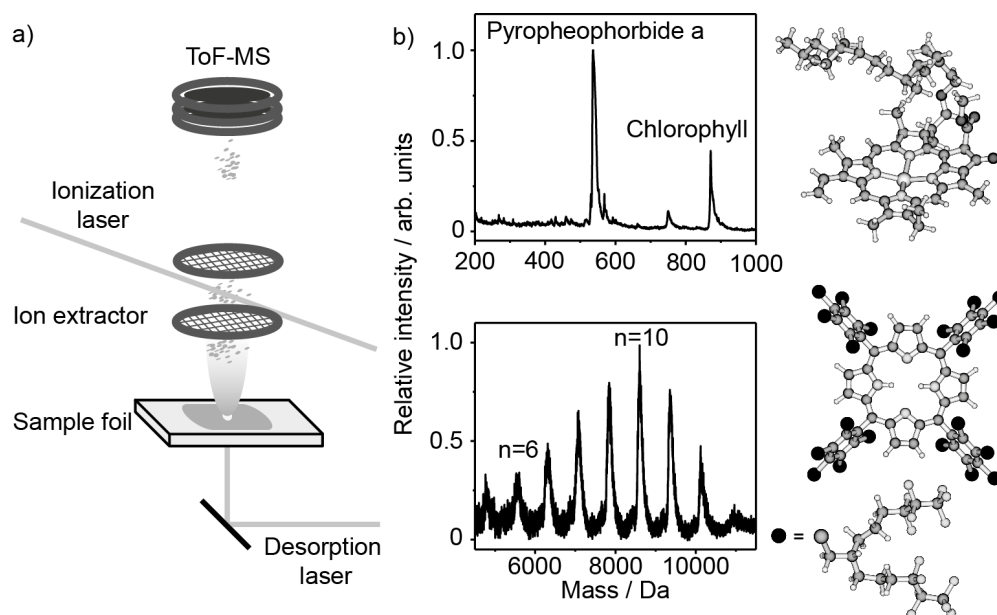 a)
ToF-MS
Ionization
laser
Ion extractor
Sample foil
Desorption
laser
b)
Relative intensity / arb. units
Pyropheophorbide a
Chlorophyll
1.0
0.5
0
200 400 600 800 1000
n=10
n=6
1.0
0.5
0
6000 8000 10000
Mass / Da
=